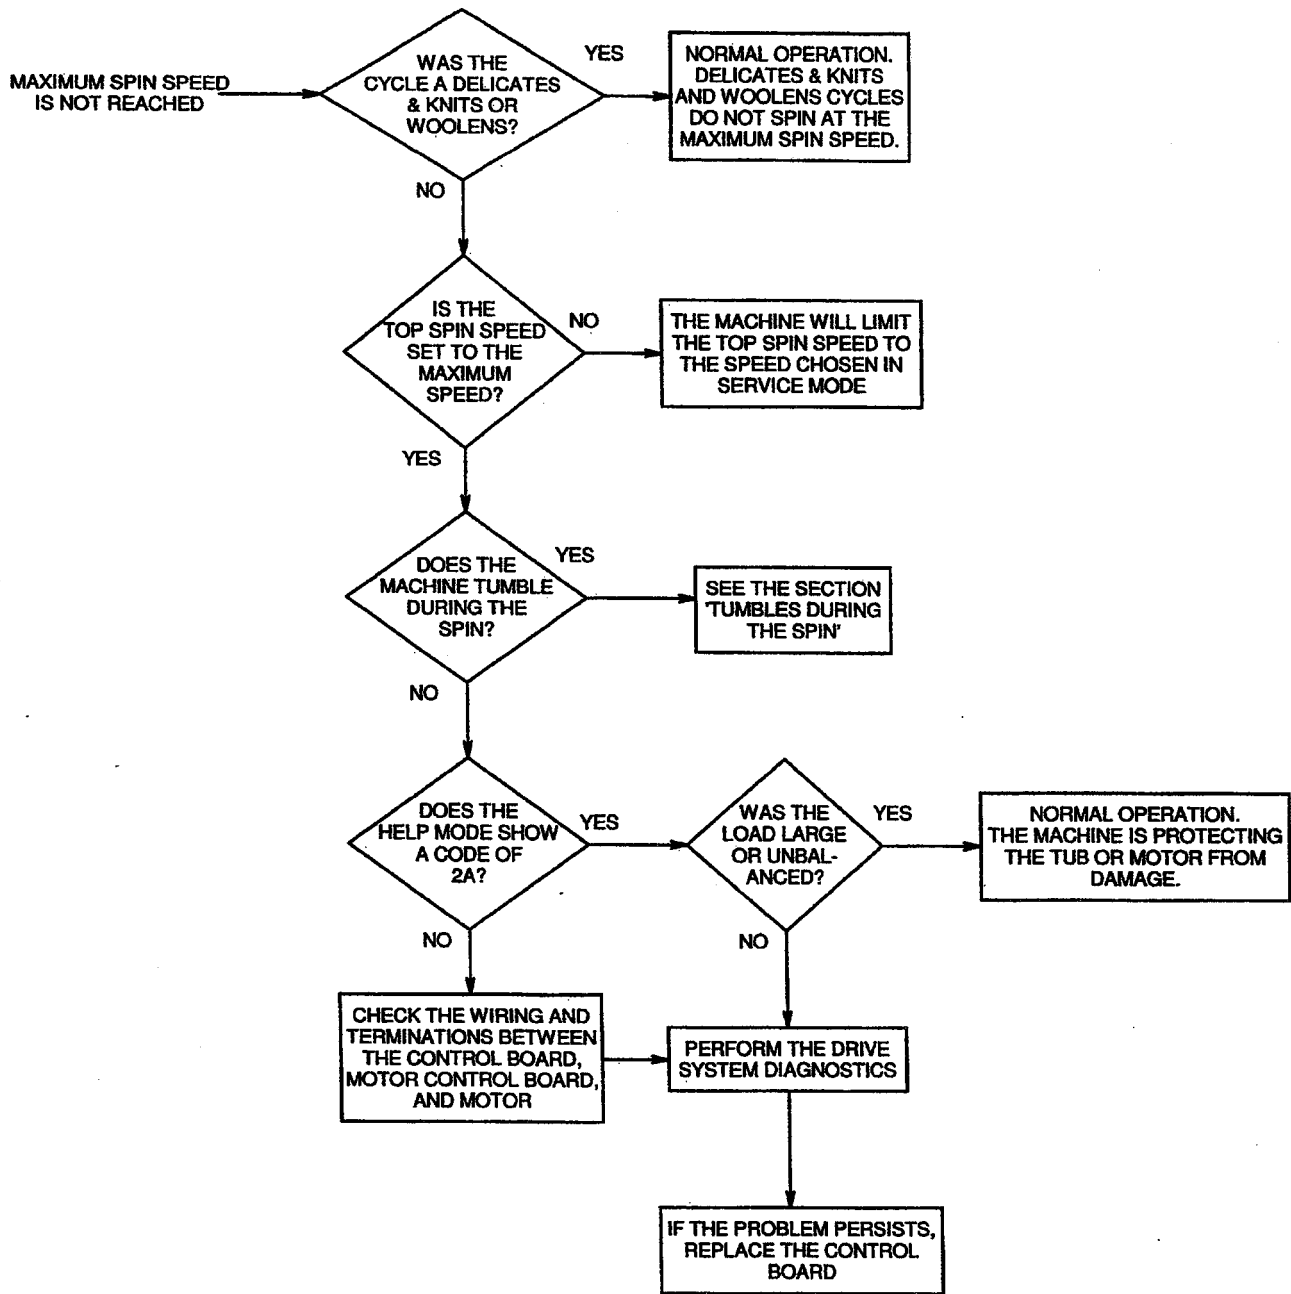 MAXIMUM SPIN SPEED
IS NOT REACHED
WAS THE
CYCLE A DELICATES
& KNITS OR
WOOLENS?
YES
NORMAL OPERATION.
DELICATES & KNITS
AND WOOLENS CYCLES
DO NOT SPIN AT THE
MAXIMUM SPIN SPEED.
NO
IS THE
TOP SPIN SPEED
SET TO THE
MAXIMUM
SPEED?
NO
THE MACHINE WILL LIMIT
THE TOP SPIN SPEED TO
THE SPEED CHOSEN IN
SERVICE MODE
YES
DOES THE
MACHINE TUMBLE
DURING THE
SPIN?
YES
SEE THE SECTION
'TUMBLES DURING
THE SPIN'
NO
DOES THE
HELP MODE SHOW
A CODE OF
2A?
YES
WAS THE
LOAD LARGE
OR UNBAL-
ANCED?
YES
NORMAL OPERATION.
THE MACHINE IS PROTECTING
THE TUB OR MOTOR FROM
DAMAGE.
NO
NO
CHECK THE WIRING AND
TERMINATIONS BETWEEN
THE CONTROL BOARD,
MOTOR CONTROL BOARD,
AND MOTOR
PERFORM THE DRIVE
SYSTEM DIAGNOSTICS
IF THE PROBLEM PERSISTS,
REPLACE THE CONTROL
BOARD